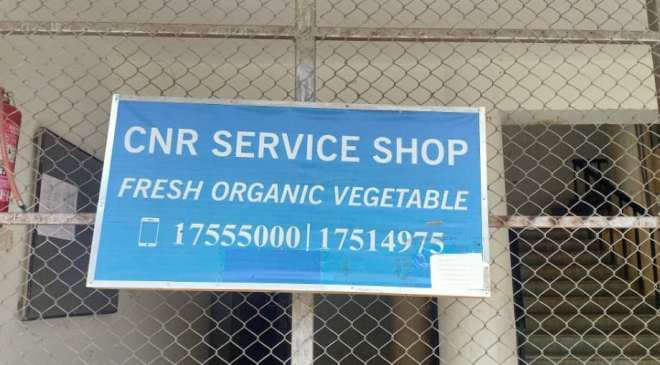 CNR SERVICE SHOP
FRESH ORGANIC VEGETABLE
17555000|17514975